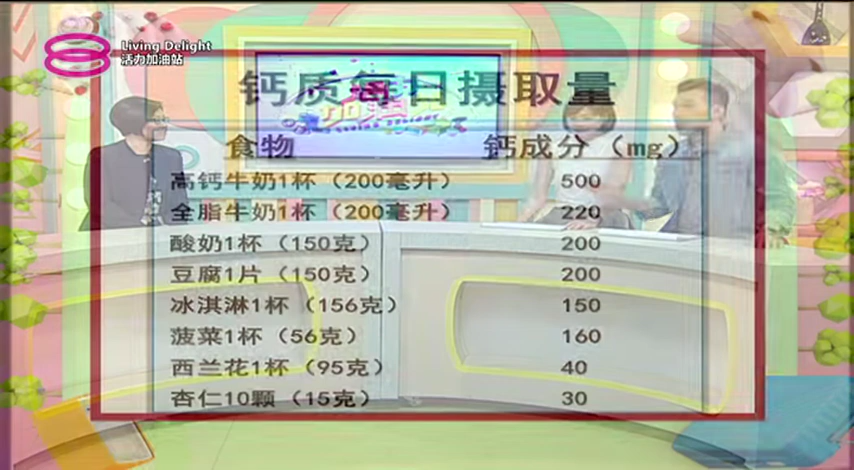 Living Delight
活力加油站
钙质每日摄取量
食物 钙成分（mg）
高钙牛奶1杯（200毫升） 500
全脂牛奶1杯（200毫升） 220
酸奶1杯（150克） 200
豆腐1片（150克） 200
冰淇淋1杯（156克） 150
菠菜1杯（56克） 160
西兰花1杯（95克） 40
杏仁10颗（15克） 30